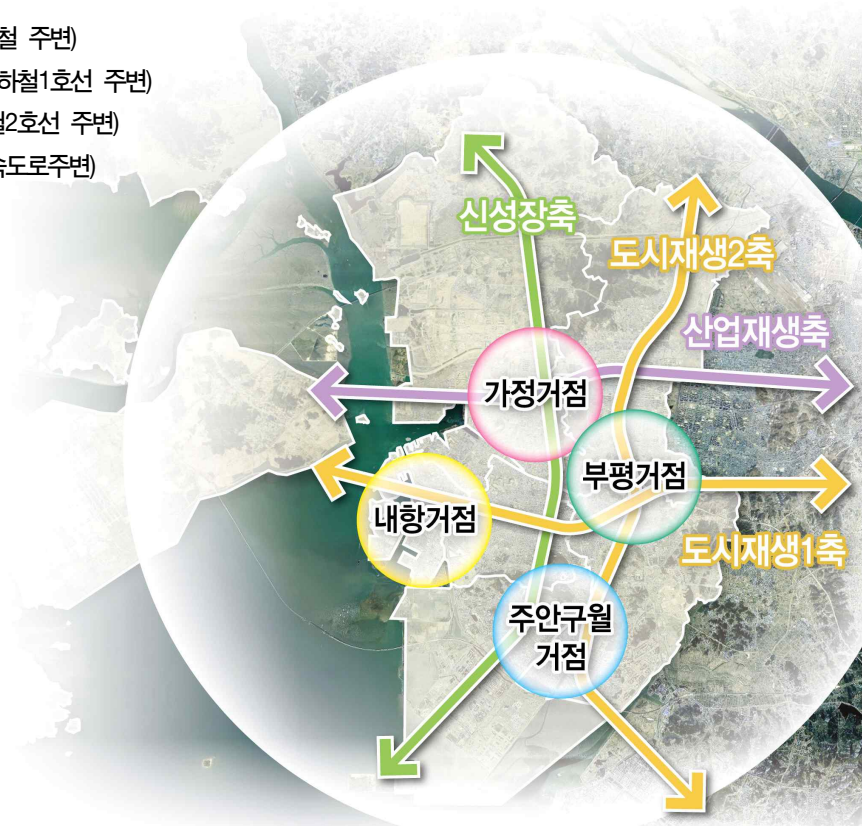 철 주변)
하철1호선 주변)
철2호선 주변)
속도로주변)
신성장축
도시재생2축
산업재생축
가정거점
부평거점
내항거점
도시재생1축
주안구월
거점